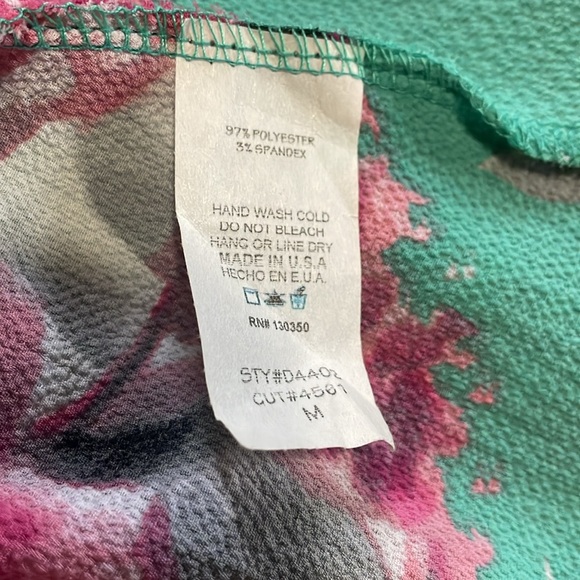 97% POLYESTER
3% SPANDEX
HAND WASH COLD
DO NOT BLEACH
HANG OR LINE DRY
MADE IN U.S.A
HECHO EN E.U.A.
RN# 130350
STY#D4402
CUT#4561
M